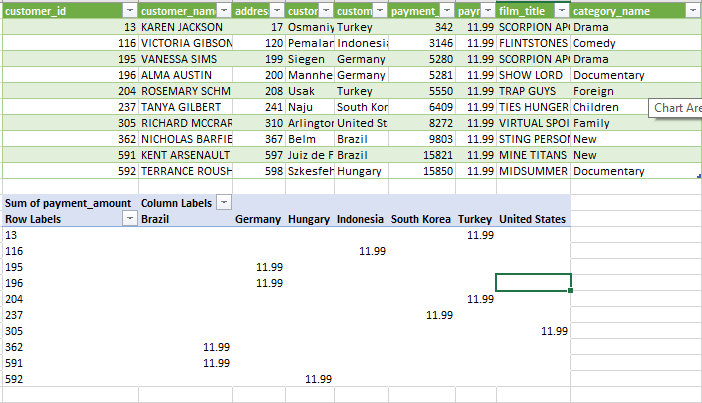 customer_id customer_nam addres custor custom payment_ payr film_title category_name
13 KAREN JACKSON 17 Osmaniy Turkey 342 11.99 SCORPION AP Drama
116 VICTORIA GIBSON 120 Pemalar Indonesi 3146 11.99 FLINTSTONES Comedy
195 VANESSA SIMS 199 Siegen Germany 5280 11.99 SCORPION AP Drama
196 ALMA AUSTIN 200 Mannhe Germany 5281 11.99 SHOW LORD Documentary
204 ROSEMARY SCHM 208 Usak Turkey 5550 11.99 TRAP GUYS Foreign
237 TANYA GILBERT 241 Naju South Kor 6409 11.99 TIES HUNGER Children
Chart Are
305 RICHARD MCCRAR 310 Arlington United St 8272 11.99 VIRTUAL SPOI Family
362 NICHOLAS BARFIE 367 Belm Brazil 9803 11.99 STING PERSON New
591 KENT ARSENAULT 597 Juiz de F Brazil 15821 11.99 MINE TITANS New
592 TERRANCE ROUSH 598 Szkesfeh Hungary 15850 11.99 MIDSUMMER Documentary
Sum of payment_amount Column Labels
Row Labels Brazil Germany Hungary Indonesia South Korea Turkey United States
13 11.99
116 11.99
195 11.99
196 11.99
204 11.99
237 11.99
305 11.99
362 11.99
591 11.99
592 11.99